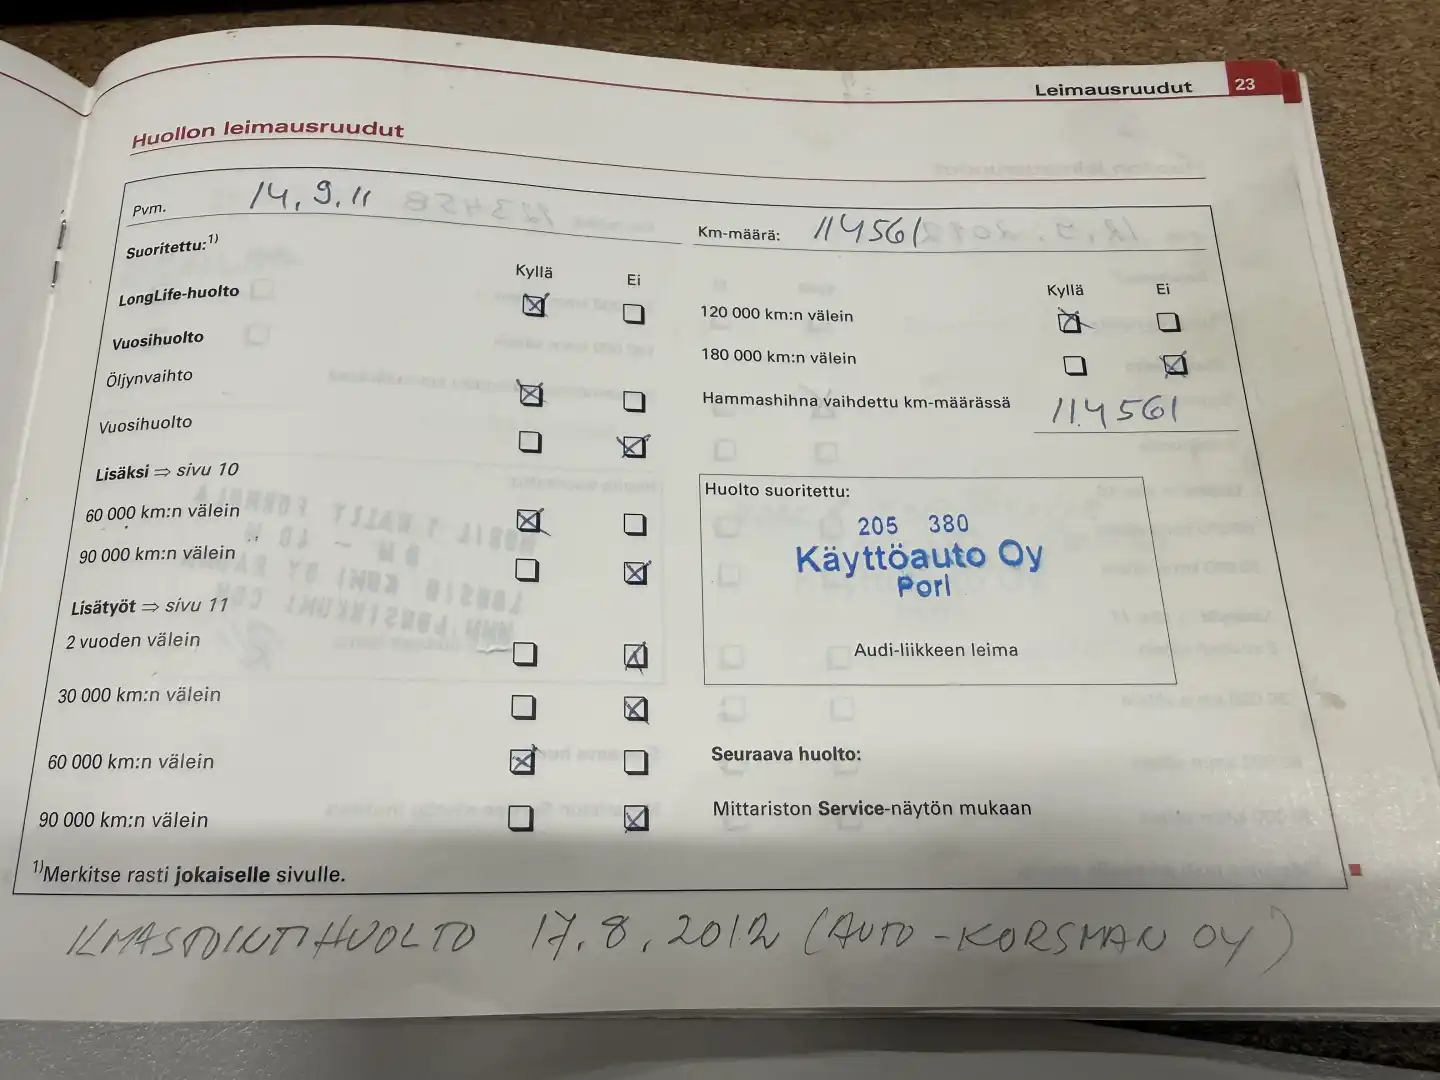 Leimausruudut 23
Huollon leimausruudut
Pvm. 14.9.11
Km-määrä: 114561
Suoritettu:1)
Kyllä Ei
LongLife-huolto
Vuosihuolto
Öljynvaihto
Vuosihuolto
Lisäksi ⇒ sivu 10
60 000 km:n välein
90 000 km:n välein
Lisätyöt ⇒ sivu 11
2 vuoden välein
30 000 km:n välein
60 000 km:n välein
90 000 km:n välein
1)Merkitse rasti jokaiselle sivulle.
Kyllä Ei
120 000 km:n välein
180 000 km:n välein
Hammashihna vaihdettu km-määrässä 114561
Huolto suoritettu:
205 380
Käyttöauto Oy
Pori
Audi-liikkeen leima
Seuraava huolto:
Mittariston Service-näytön mukaan
ILMASTOINTIHUOLTO 17.8.2012 (AUTO-KORSMAN OY)